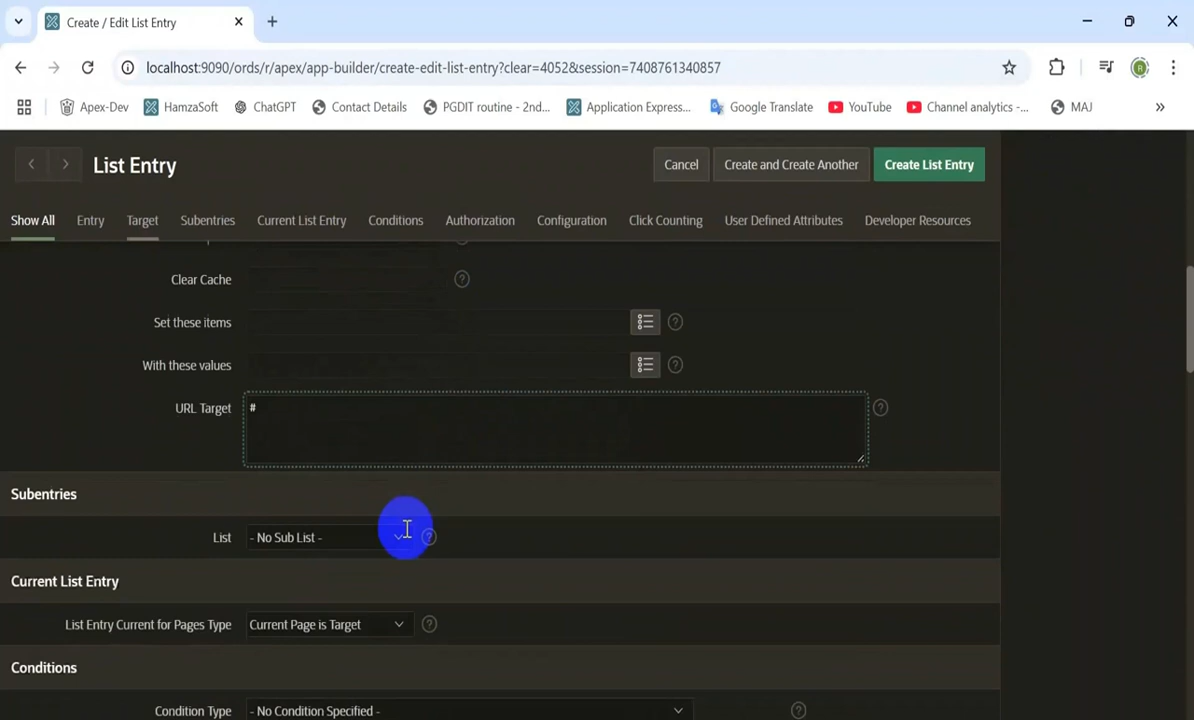 Create / Edit List Entry
localhost:9090/ords/r/apex/app-builder/create-edit-list-entry?clear=4052&session=7408761340857
Apex-Dev HamzaSoft ChatGPT Contact Details PGDIT routine - 2nd... Application Express... Google Translate YouTube Channel analytics -... MAJ
List Entry Cancel Create and Create Another Create List Entry
Show All Entry Target Subentries Current List Entry Conditions Authorization Configuration Click Counting User Defined Attributes Developer Resources
Clear Cache
Set these items
With these values
URL Target #
Subentries
List - No Sub List -
Current List Entry
List Entry Current for Pages Type Current Page is Target
Conditions
Condition Type - No Condition Specified -